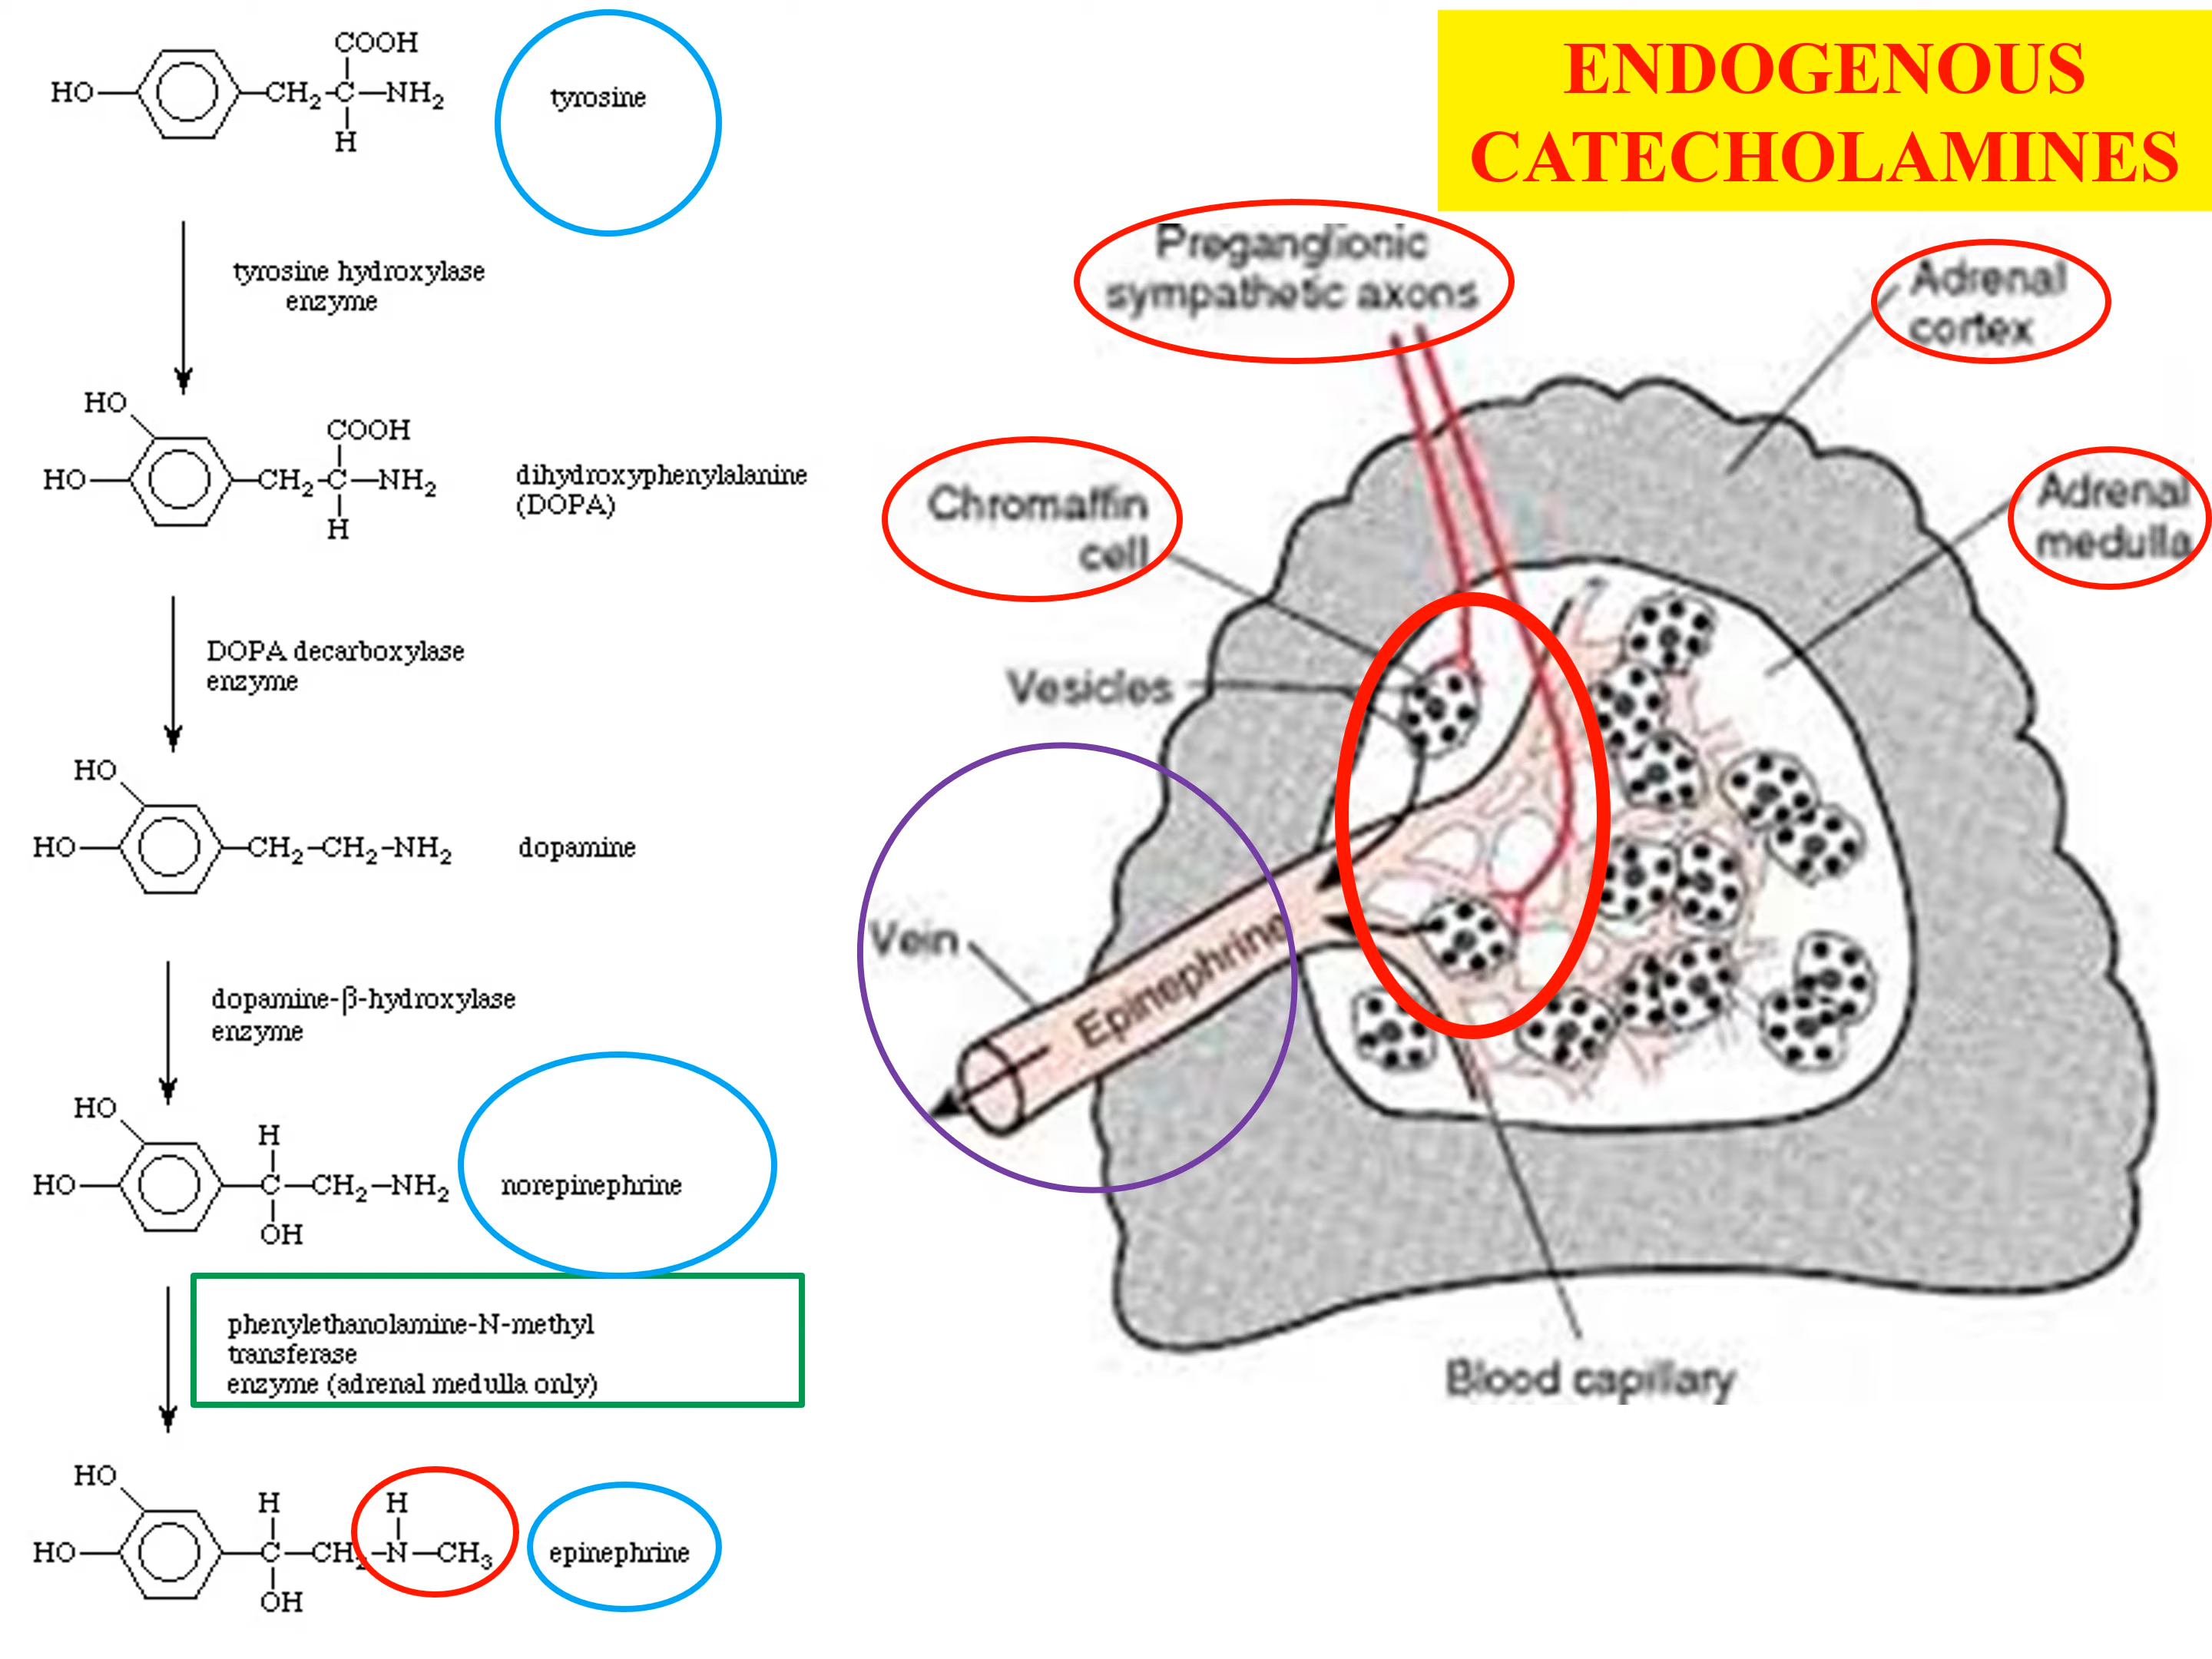 ENDOGENOUS
CATECHOLAMINES
COOH
HO
CH2
C
NH2
H
tyrosine
tyrosine hydroxylase
enzyme
HO
COOH
HO
CH2
C
NH2
H
dihydroxyphenylalanine
(DOPA)
DOPA decarboxylase
enzyme
HO
HO
CH2
CH2
NH2
dopamine
dopamine-β-hydroxylase
enzyme
HO
H
HO
C
CH2
NH2
OH
norepinephrine
phenylethanolamine-N-methyl
transferase
enzyme (adrenal medulla only)
HO
H
H
HO
C
CH2
N
CH3
OH
epinephrine
Preganglionic
sympathetic axons
Adrenal
cortex
Chromaffin
cell
Adrenal
medulla
Vesicles
Vein
Epinephrine
Blood capillary